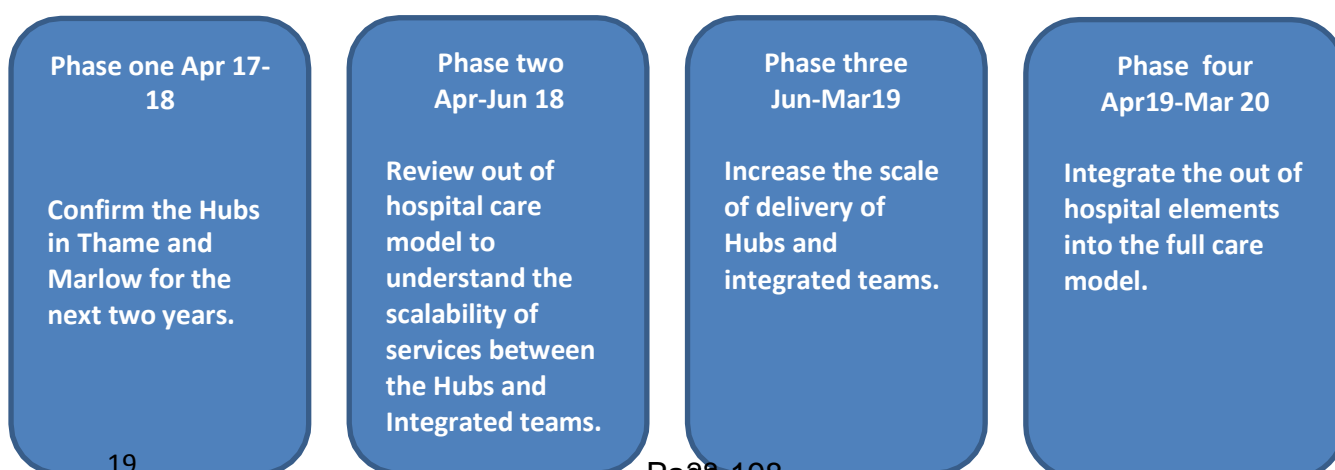 Phase one Apr 17-
18
Confirm the Hubs
in Thame and
Marlow for the
next two years.
Phase two
Apr-Jun 18
Review out of
hospital care
model to
understand the
scalability of
services between
the Hubs and
Integrated teams.
Phase three
Jun-Mar19
Increase the scale
of delivery of
Hubs and
integrated teams.
Phase four
Apr19-Mar 20
Integrate the out of
hospital elements
into the full care
model.
19